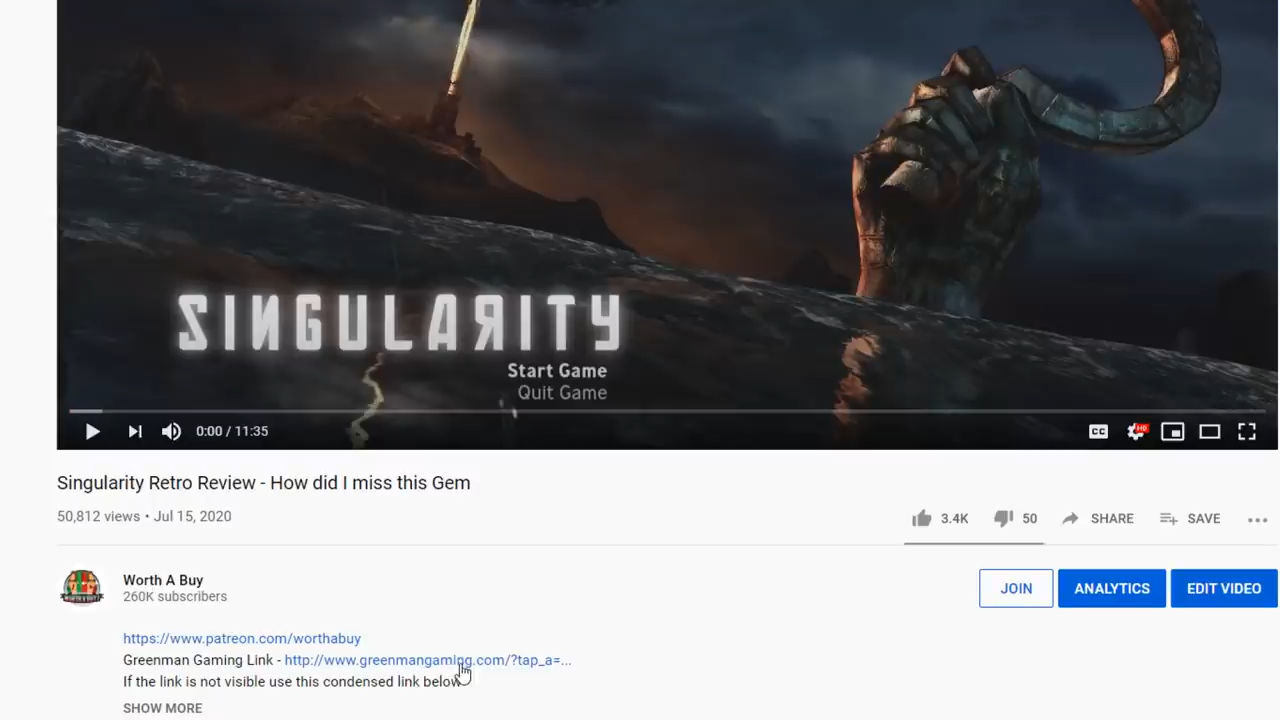 SINGULARITY
Start Game
Quit Game
0:00 / 11:35
CC
HD
Singularity Retro Review - How did I miss this Gem
50,812 views • Jul 15, 2020
3.4K
50
SHARE
SAVE
Worth A Buy
260K subscribers
JOIN
ANALYTICS
EDIT VIDEO
https://www.patreon.com/worthabuy
Greenman Gaming Link - http://www.greenmangaming.com/?tap_a=...
If the link is not visible use this condensed link below
SHOW MORE